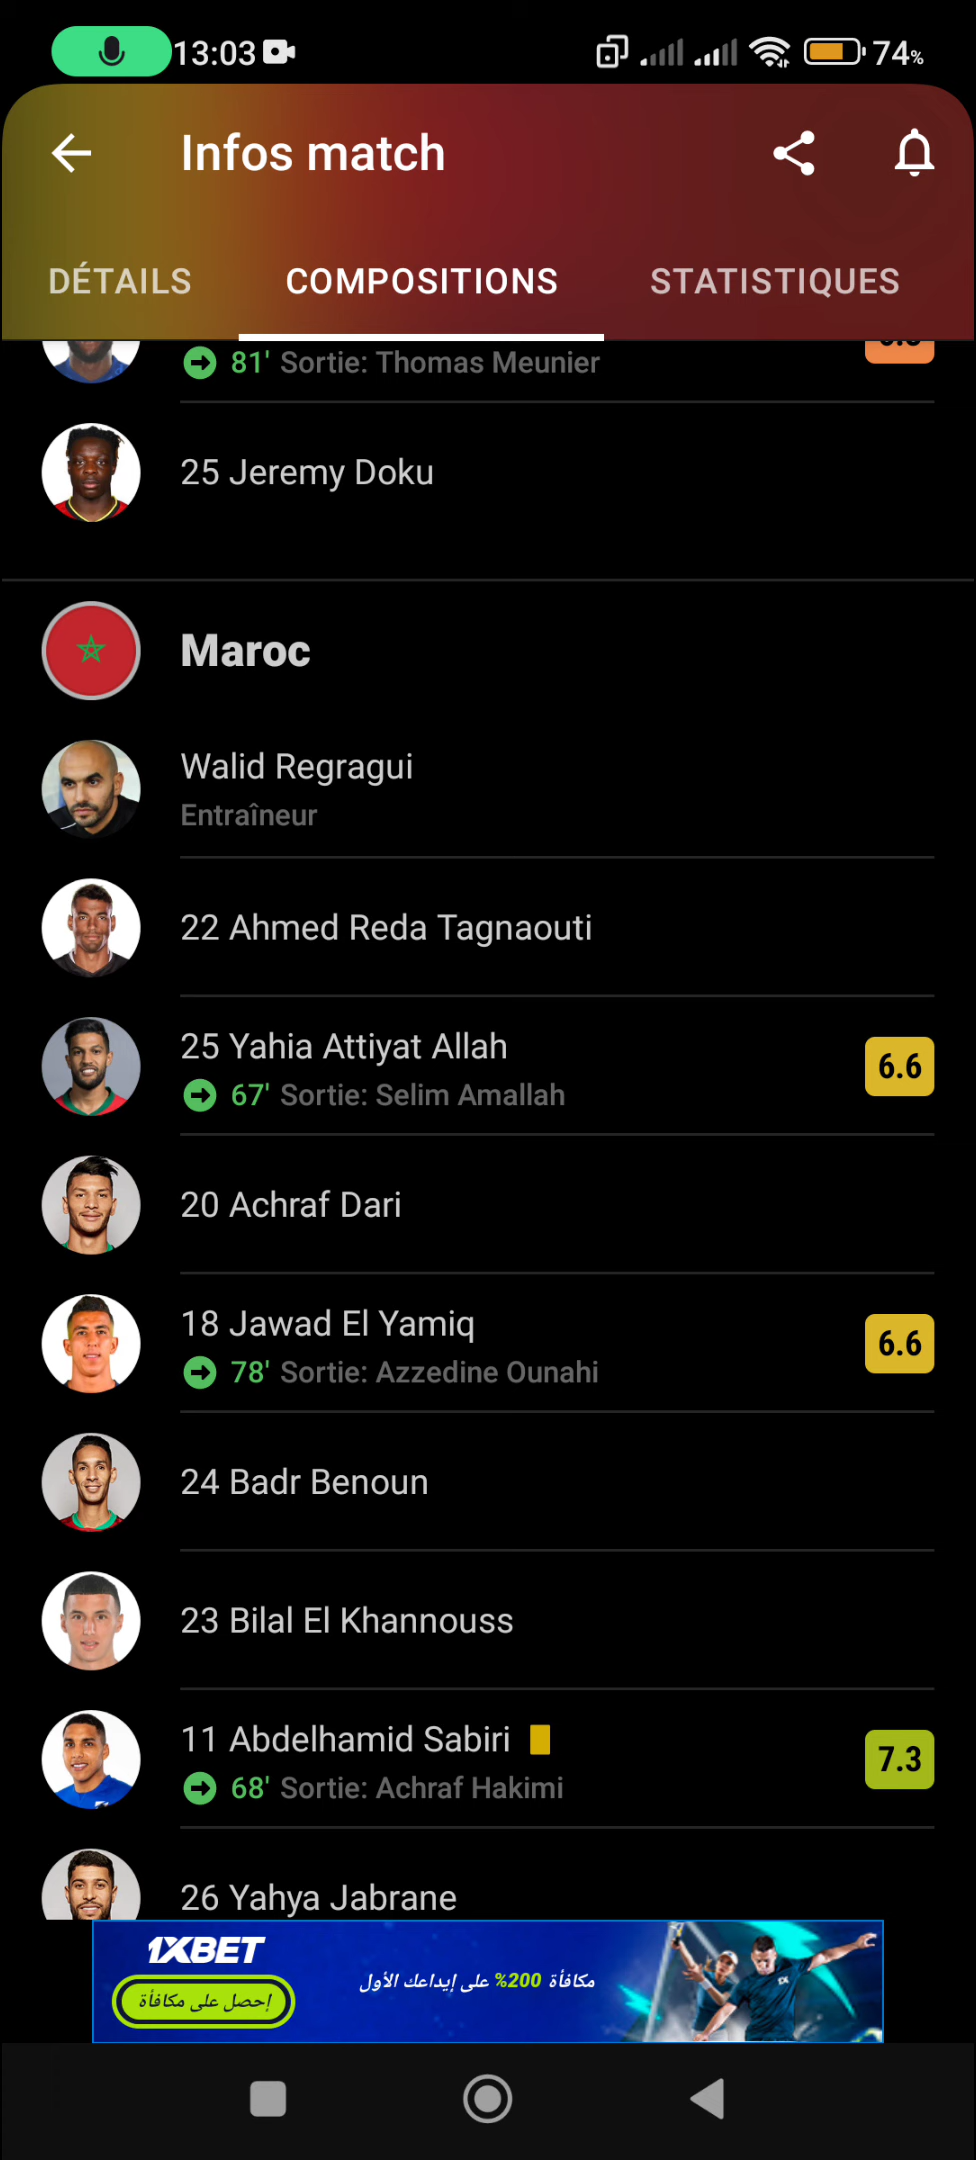 13:03
74%
Infos match
DÉTAILS
COMPOSITIONS
STATISTIQUES
81' Sortie: Thomas Meunier
25 Jeremy Doku
Maroc
Walid Regragui
Entraîneur
22 Ahmed Reda Tagnaouti
25 Yahia Attiyat Allah
6.6
67' Sortie: Selim Amallah
20 Achraf Dari
18 Jawad El Yamiq
6.6
78' Sortie: Azzedine Ounahi
24 Badr Benoun
23 Bilal El Khannouss
11 Abdelhamid Sabiri
7.3
68' Sortie: Achraf Hakimi
26 Yahya Jabrane
1XBET
مكافأة 200% على إيداعك الأول
إحصل على مكافأة